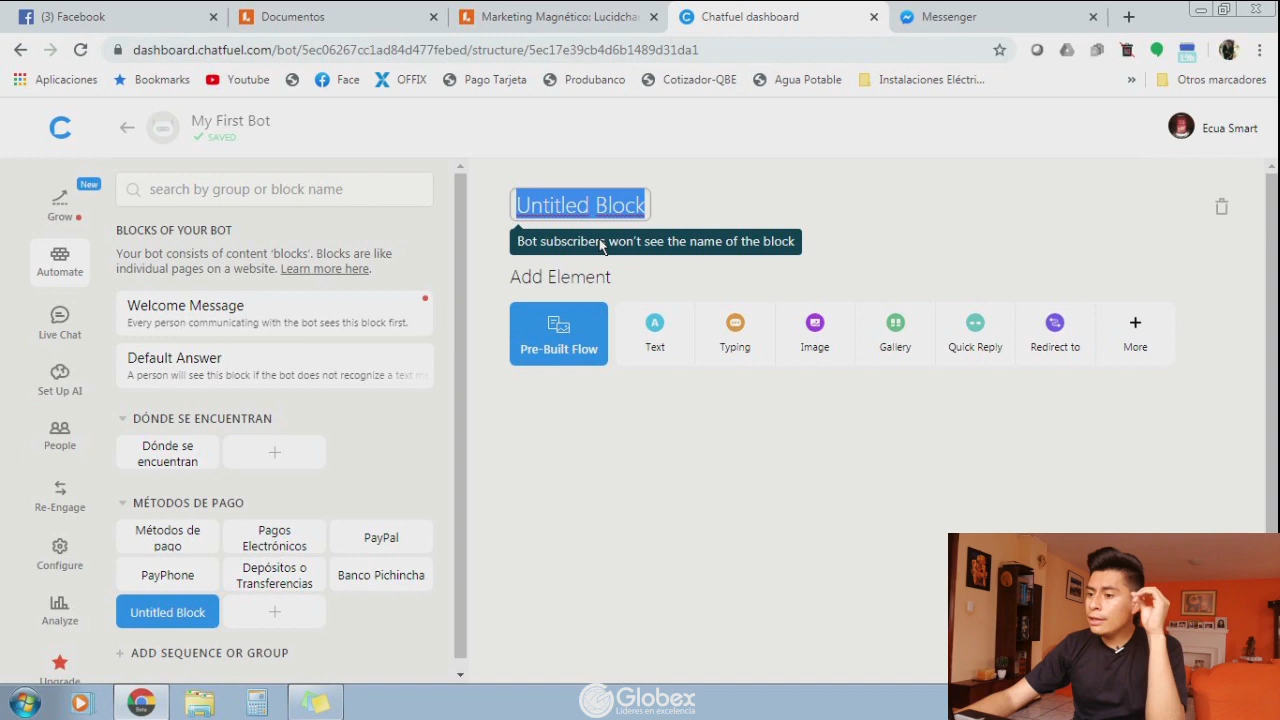 (3) Facebook
Documentos
Marketing Magnético: Lucidcha
Chatfuel dashboard
Messenger
dashboard.chatfuel.com/bot/5ec06267cc1ad84d477febed/structure/5ec17e39cb4d6b1489d31da1
Aplicaciones
Bookmarks
Youtube
Face
OFFIX
Pago Tarjeta
Produbanco
Cotizador-QBE
Agua Potable
Instalaciones Eléctri...
»
Otros marcadores
My First Bot
SAVED
Ecua Smart
New
Grow
Automate
Live Chat
Set Up AI
People
Re-Engage
Configure
Analyze
Upgrade
search by group or block name
BLOCKS OF YOUR BOT
Your bot consists of content 'blocks'. Blocks are like
individual pages on a website. Learn more here.
Welcome Message
Every person communicating with the bot sees this block first.
Default Answer
A person will see this block if the bot does not recognize a text me
DÓNDE SE ENCUENTRAN
Dónde se
encuentran
+
MÉTODOS DE PAGO
Métodos de
pago
Pagos
Electrónicos
PayPal
PayPhone
Depósitos o
Transferencias
Banco Pichincha
Untitled Block
+
+ ADD SEQUENCE OR GROUP
Untitled Block
Bot subscribers won't see the name of the block
Add Element
Pre-Built Flow
Text
Typing
Image
Gallery
Quick Reply
Redirect to
+
More
Globex
Líderes en excelencia